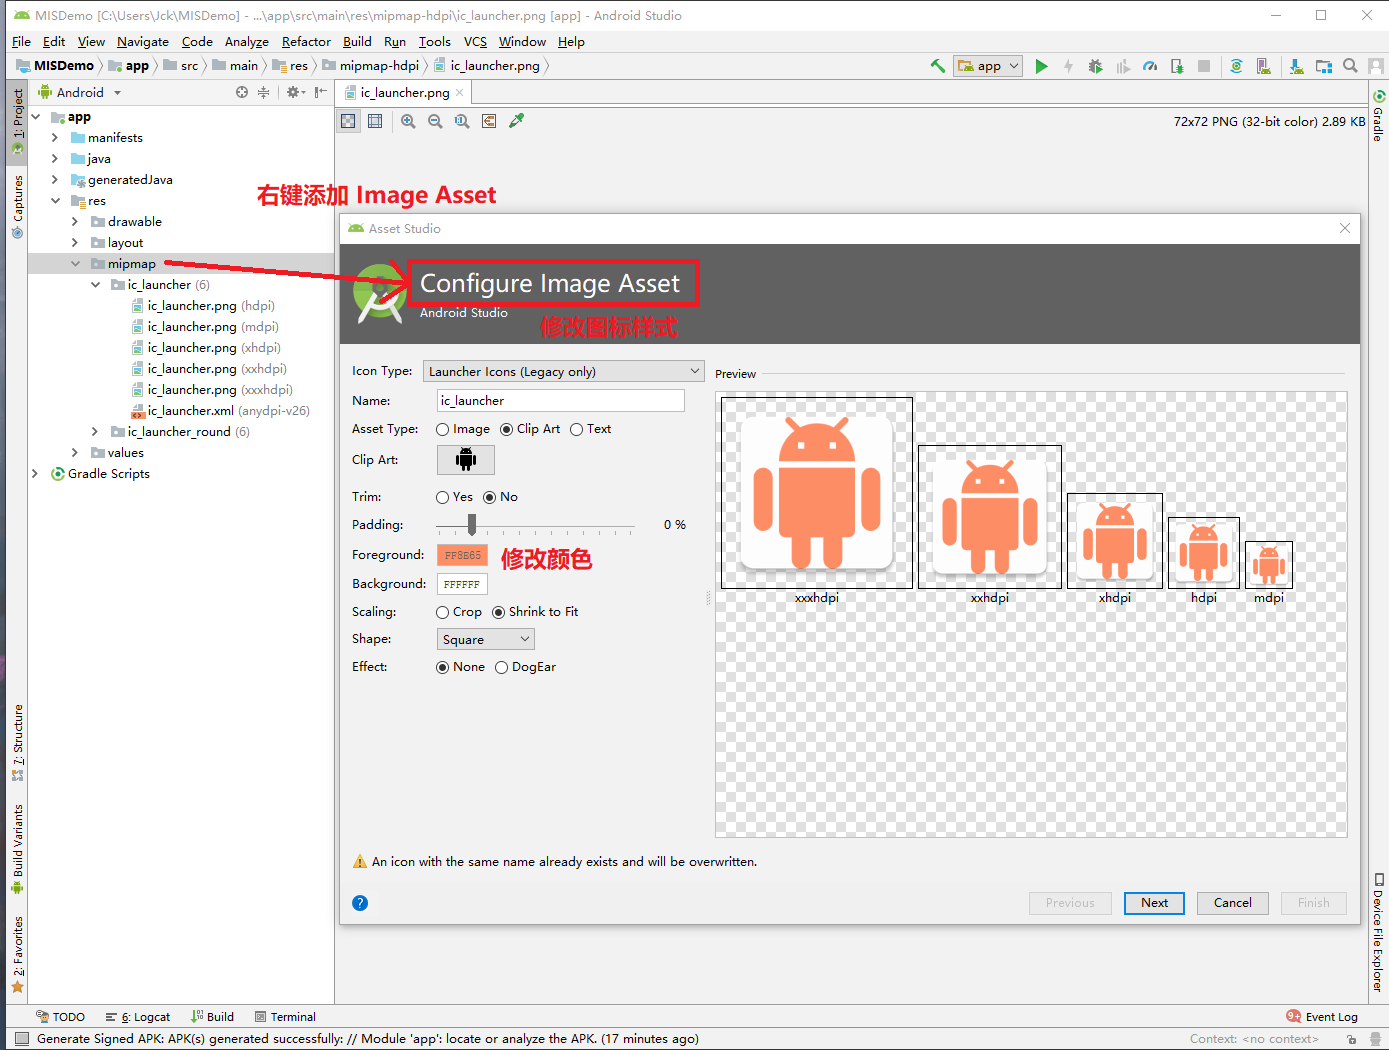 MISDemo [C:\Users\Jck\MISDemo] - ...\app\src\main\res\mipmap-hdpi\ic_launcher.png [app] - Android Studio
File Edit View Navigate Code Analyze Refactor Build Run Tools VCS Window Help
MISDemo app src main res mipmap-hdpi ic_launcher.png
app
Android
ic_launcher.png
72x72 PNG (32-bit color) 2.89 KB
1: Project
Captures
7: Structure
Build Variants
2: Favorites
app
manifests
java
generatedJava
res
drawable
layout
mipmap
ic_launcher (6)
ic_launcher.png (hdpi)
ic_launcher.png (mdpi)
ic_launcher.png (xhdpi)
ic_launcher.png (xxhdpi)
ic_launcher.png (xxxhdpi)
ic_launcher.xml (anydpi-v26)
ic_launcher_round (6)
values
Gradle Scripts
右键添加 Image Asset
Asset Studio
Configure Image Asset
Android Studio
修改图标样式
Icon Type: Launcher Icons (Legacy only)
Name: ic_launcher
Asset Type: Image Clip Art Text
Clip Art:
Trim: Yes No
Padding: 0 %
Foreground: FF8E65 修改颜色
Background: FFFFFF
Scaling: Crop Shrink to Fit
Shape: Square
Effect: None DogEar
Preview
xxxhdpi xxhdpi xhdpi hdpi mdpi
An icon with the same name already exists and will be overwritten.
?
Previous Next Cancel Finish
Gradle
Device File Explorer
TODO 6: Logcat Build Terminal
9+ Event Log
Generate Signed APK: APK(s) generated successfully: // Module 'app': locate or analyze the APK. (17 minutes ago)
Context: <no context>